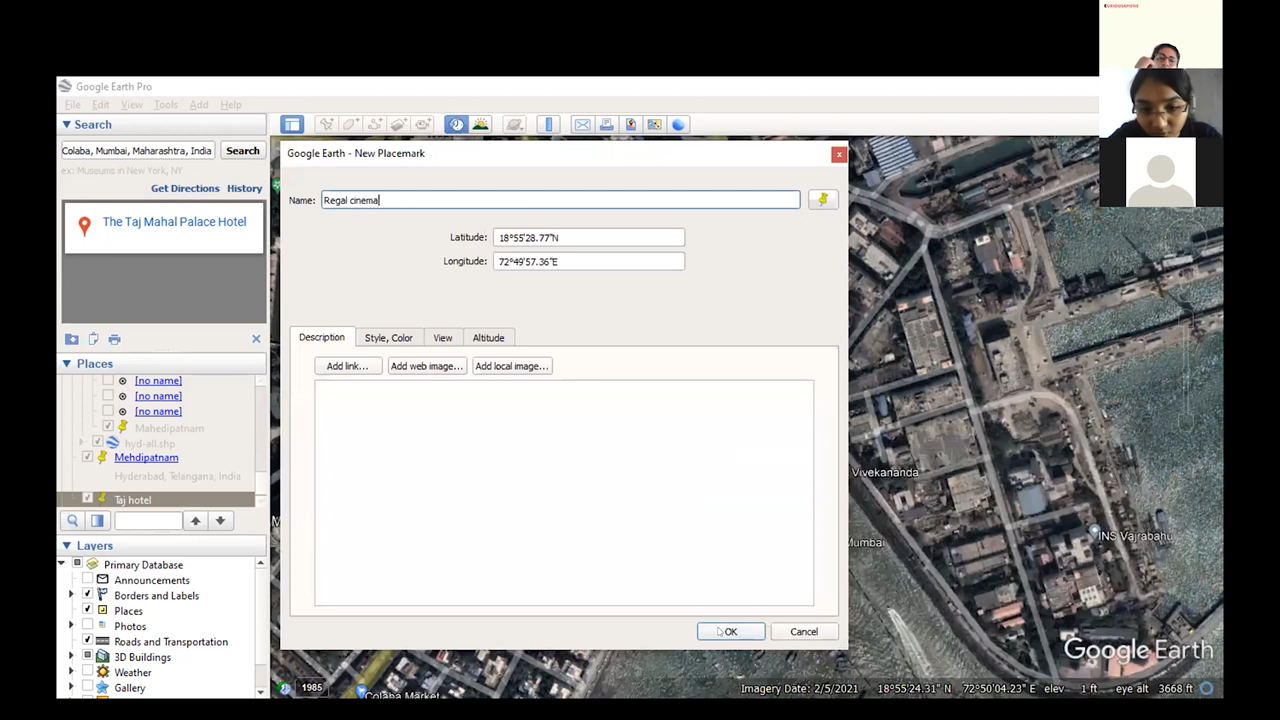 CURIOUSAPIENS
Google Earth Pro
File Edit View Tools Add Help
Search
Colaba, Mumbai, Maharashtra, India
Search
ex: Museums in New York, NY
Get Directions History
The Taj Mahal Palace Hotel
Places
[no name]
[no name]
[no name]
Mahedipatnam
hyd-all.shp
Mehdipatnam
Hyderabad, Telangana, India
Taj hotel
Layers
Primary Database
Announcements
Borders and Labels
Places
Photos
Roads and Transportation
3D Buildings
Weather
Gallery
Google Earth - New Placemark
x
Name: Regal cinema
Latitude: 18°55'28.77"N
Longitude: 72°49'57.36"E
Description Style, Color View Altitude
Add link... Add web image... Add local image...
OK Cancel
Vivekananda
Mumbai
INS Vajrabahu
Google Earth
1985
Colaba Market
Imagery Date: 2/5/2021 18°55'24.31" N 72°50'04.23" E elev 1 ft eye alt 3668 ft